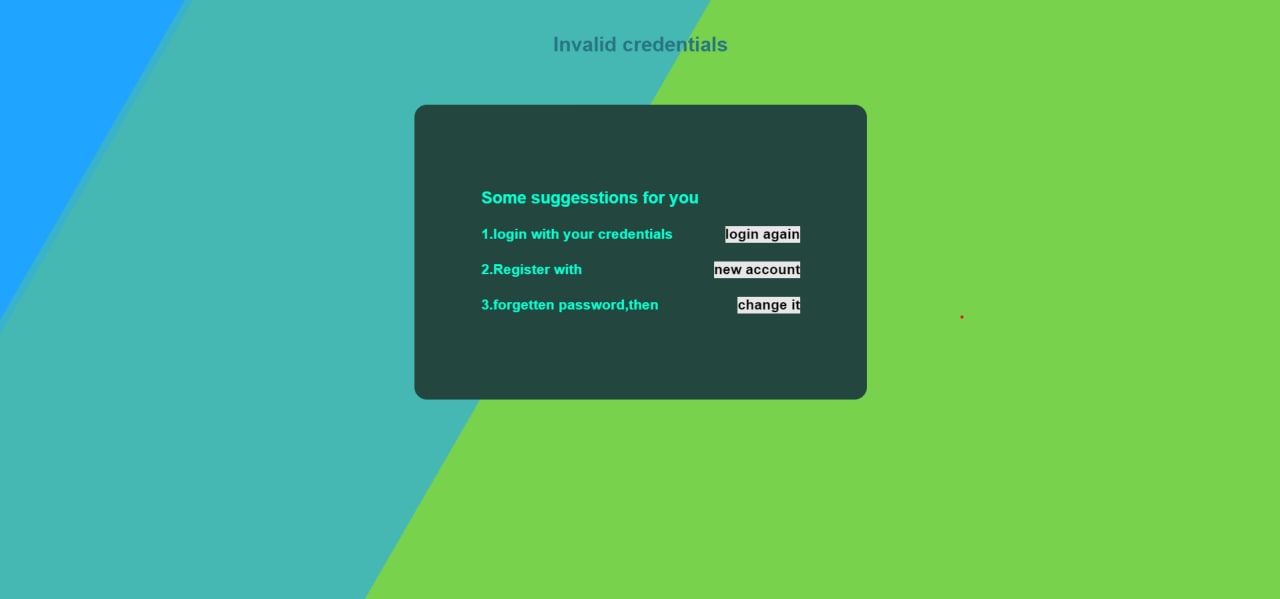 Invalid credentials
Some suggesstions for you
1.login with your credentials login again
2.Register with new account
3.forgetten password,then change it